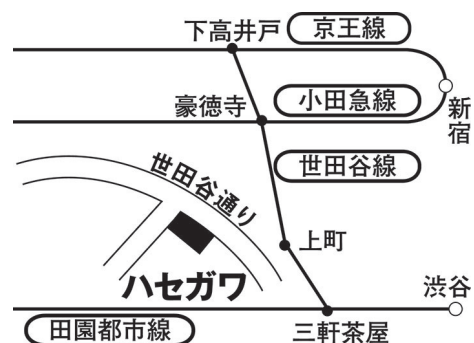 下高井戸
京王線
新宿
豪徳寺
小田急線
世田谷線
世田谷通り
上町
ハセガワ
渋谷
田園都市線
三軒茶屋